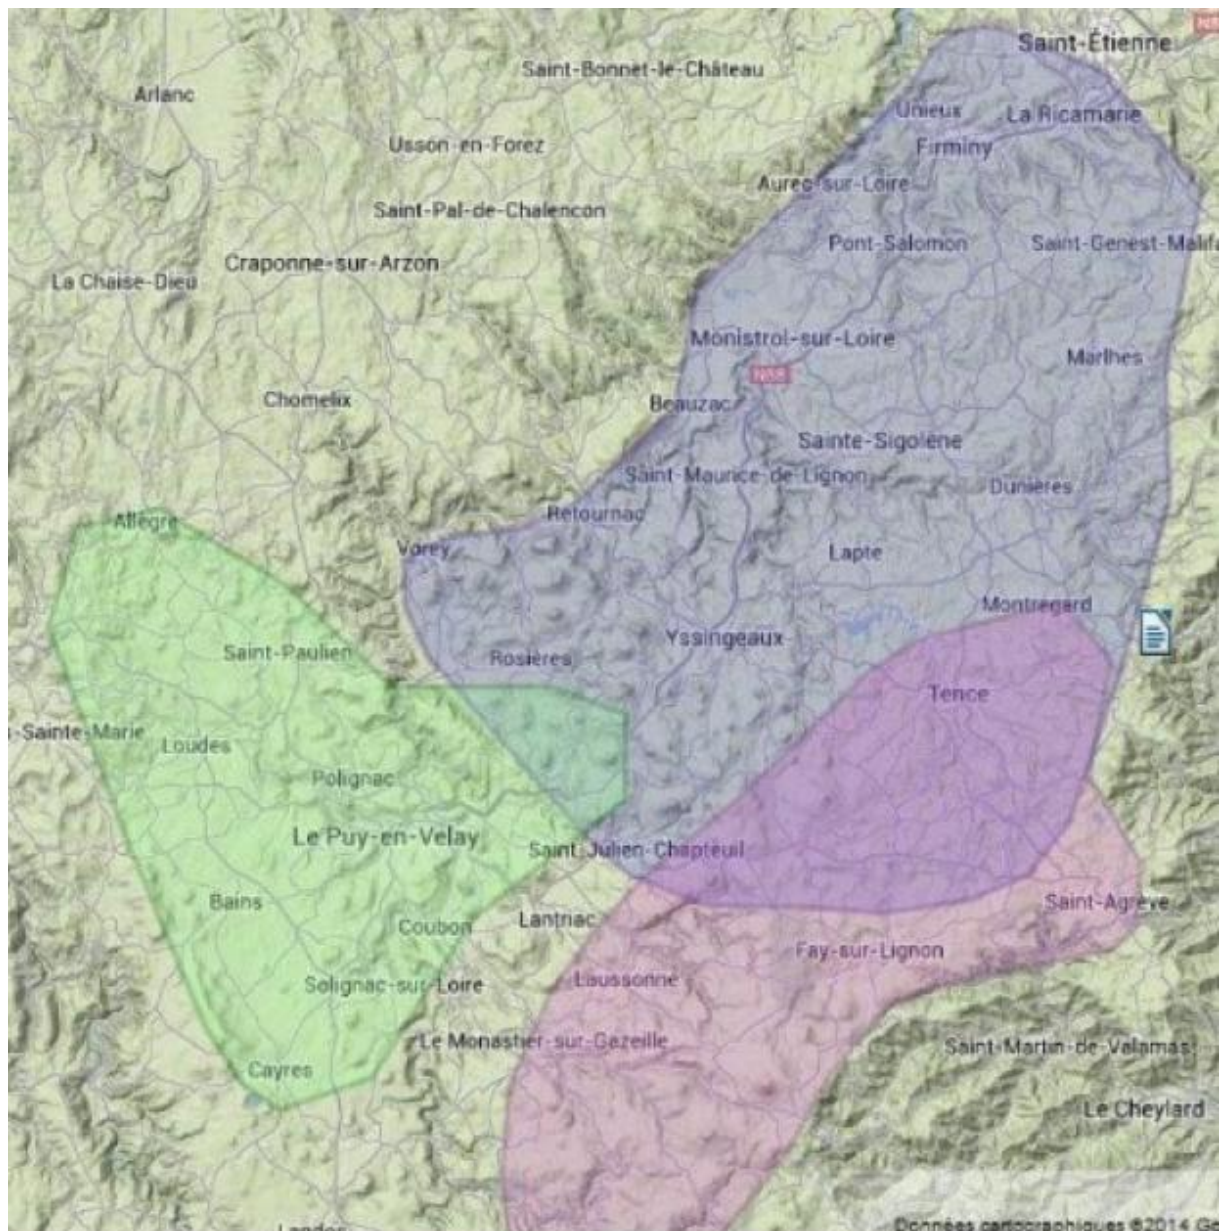 Saint-Étienne
Saint-Bonnet-le-Château
Arlanc
Unieux
La Ricamarie
Usson-en-Forez
Firminy
Aurec-sur-Loire
Saint-Pal-de-Chalencon
Pont-Salomon
Saint-Genest-Malifa
Craponne-sur-Arzon
La Chaise-Dieu
Monistrol-sur-Loire
Marlhes
N88
Chomelix
Beauzac
Sainte-Sigolène
Saint-Maurice-de-Lignon
Dunières
Retournac
Allègre
Vorey
Lapte
Montregard
Yssingeaux
Saint-Paulien
Rosières
Tence
s-Sainte-Marie
Loudes
Polignac
Le Puy-en-Velay
Saint-Julien-Chapteuil
Bains
Saint-Agrève
Coubon
Lantriac
Fay-sur-Lignon
Solignac-sur-Loire
Laussonne
Le Monastier-sur-Gazeille
Saint-Martin-de-Valamas
Cayres
Le Cheylard
Données cartographiques ©201